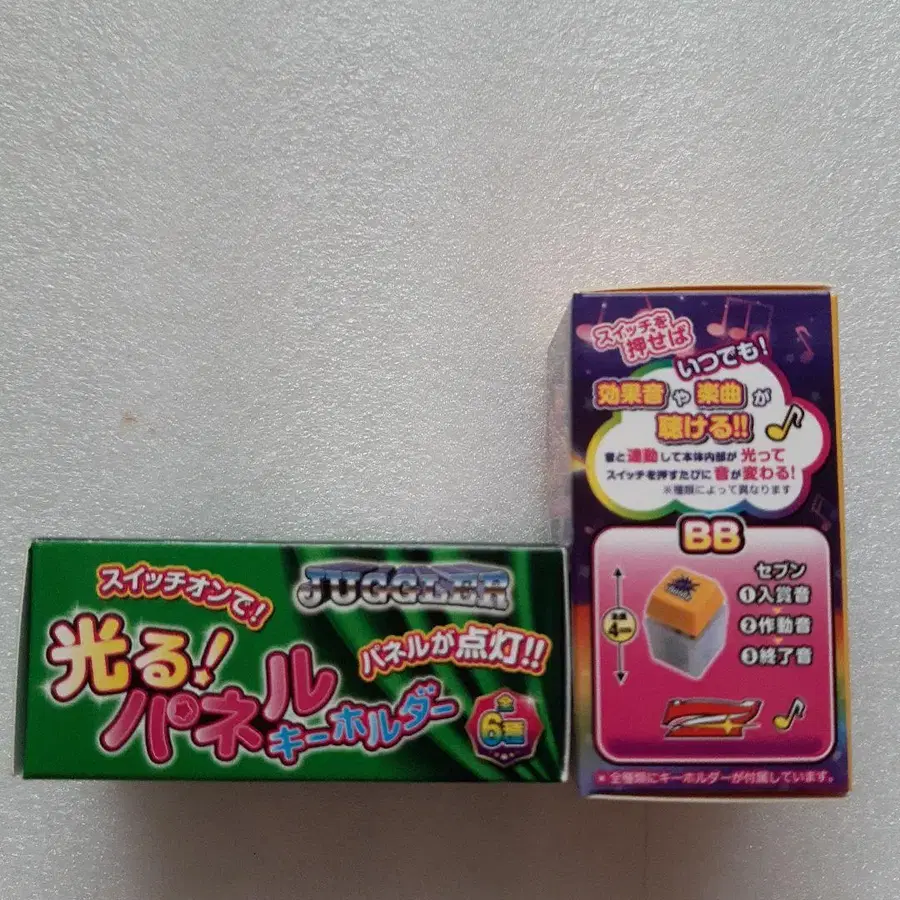 スイッチオンで!
JUGGLER
光る!
パネルが点灯!!
パネル
キーホルダー
全
6種
スイッチを
押せば
いつでも!
効果音や楽曲が
聴ける!!
音と連動して本体内部が光って
スイッチを押すたびに音が変わる!
※種類によって異なります
BB
セブン
①入賞音
②作動音
③終了音
4cm
※全種類にキーホルダーが付属しています。